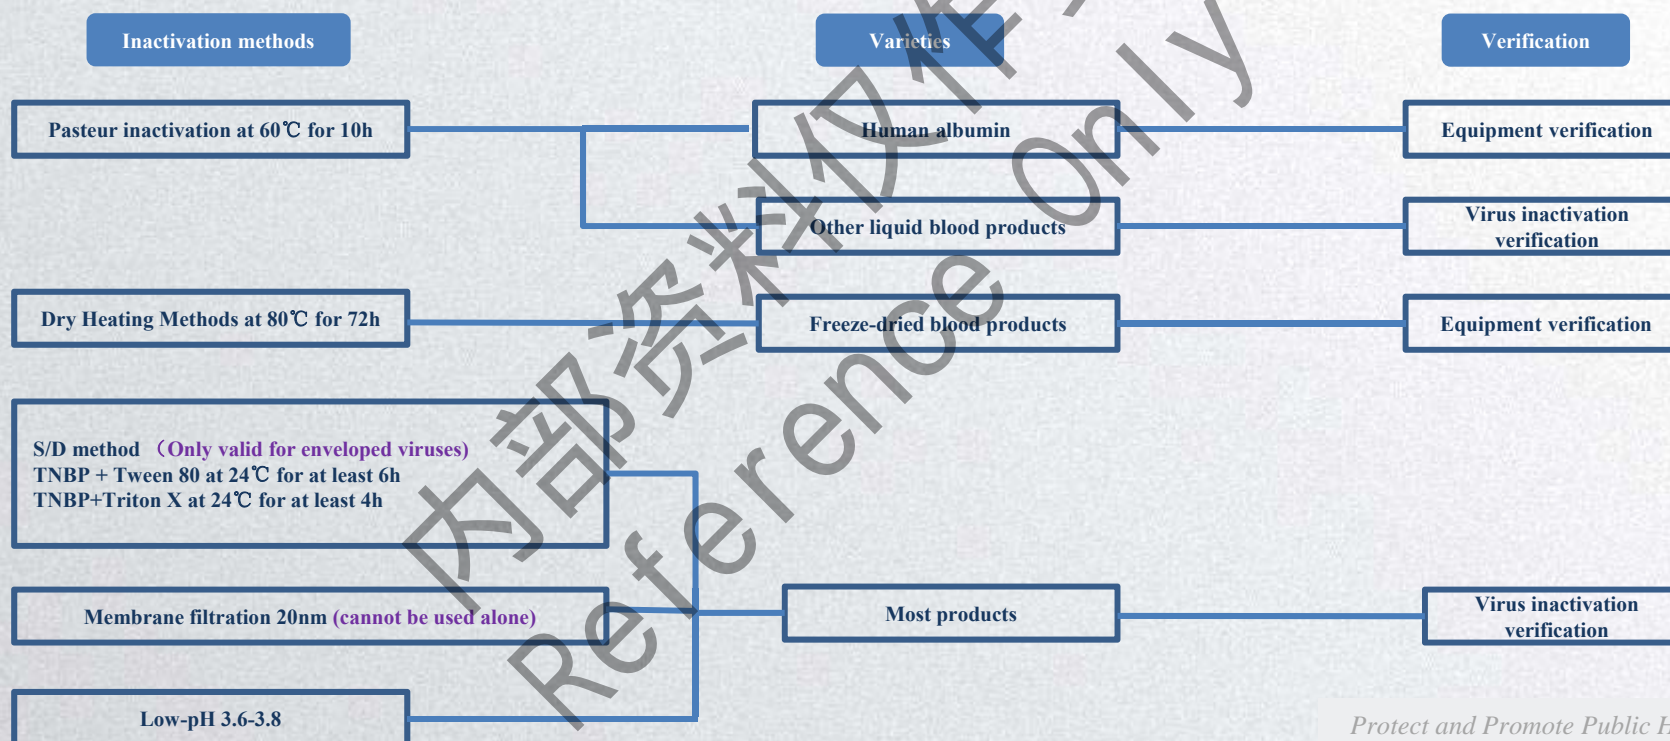 Inactivation methods
Varieties
Verification
Pasteur inactivation at 60℃ for 10h
Human albumin
Equipment verification
Other liquid blood products
Virus inactivation
verification
Dry Heating Methods at 80℃ for 72h
Freeze-dried blood products
Equipment verification
S/D method （Only valid for enveloped viruses)
TNBP + Tween 80 at 24℃ for at least 6h
TNBP+Triton X at 24℃ for at least 4h
Membrane filtration 20nm (cannot be used alone)
Most products
Virus inactivation
verification
Low-pH 3.6-3.8
内部资料仅作
Reference Only
Protect and Promote Public